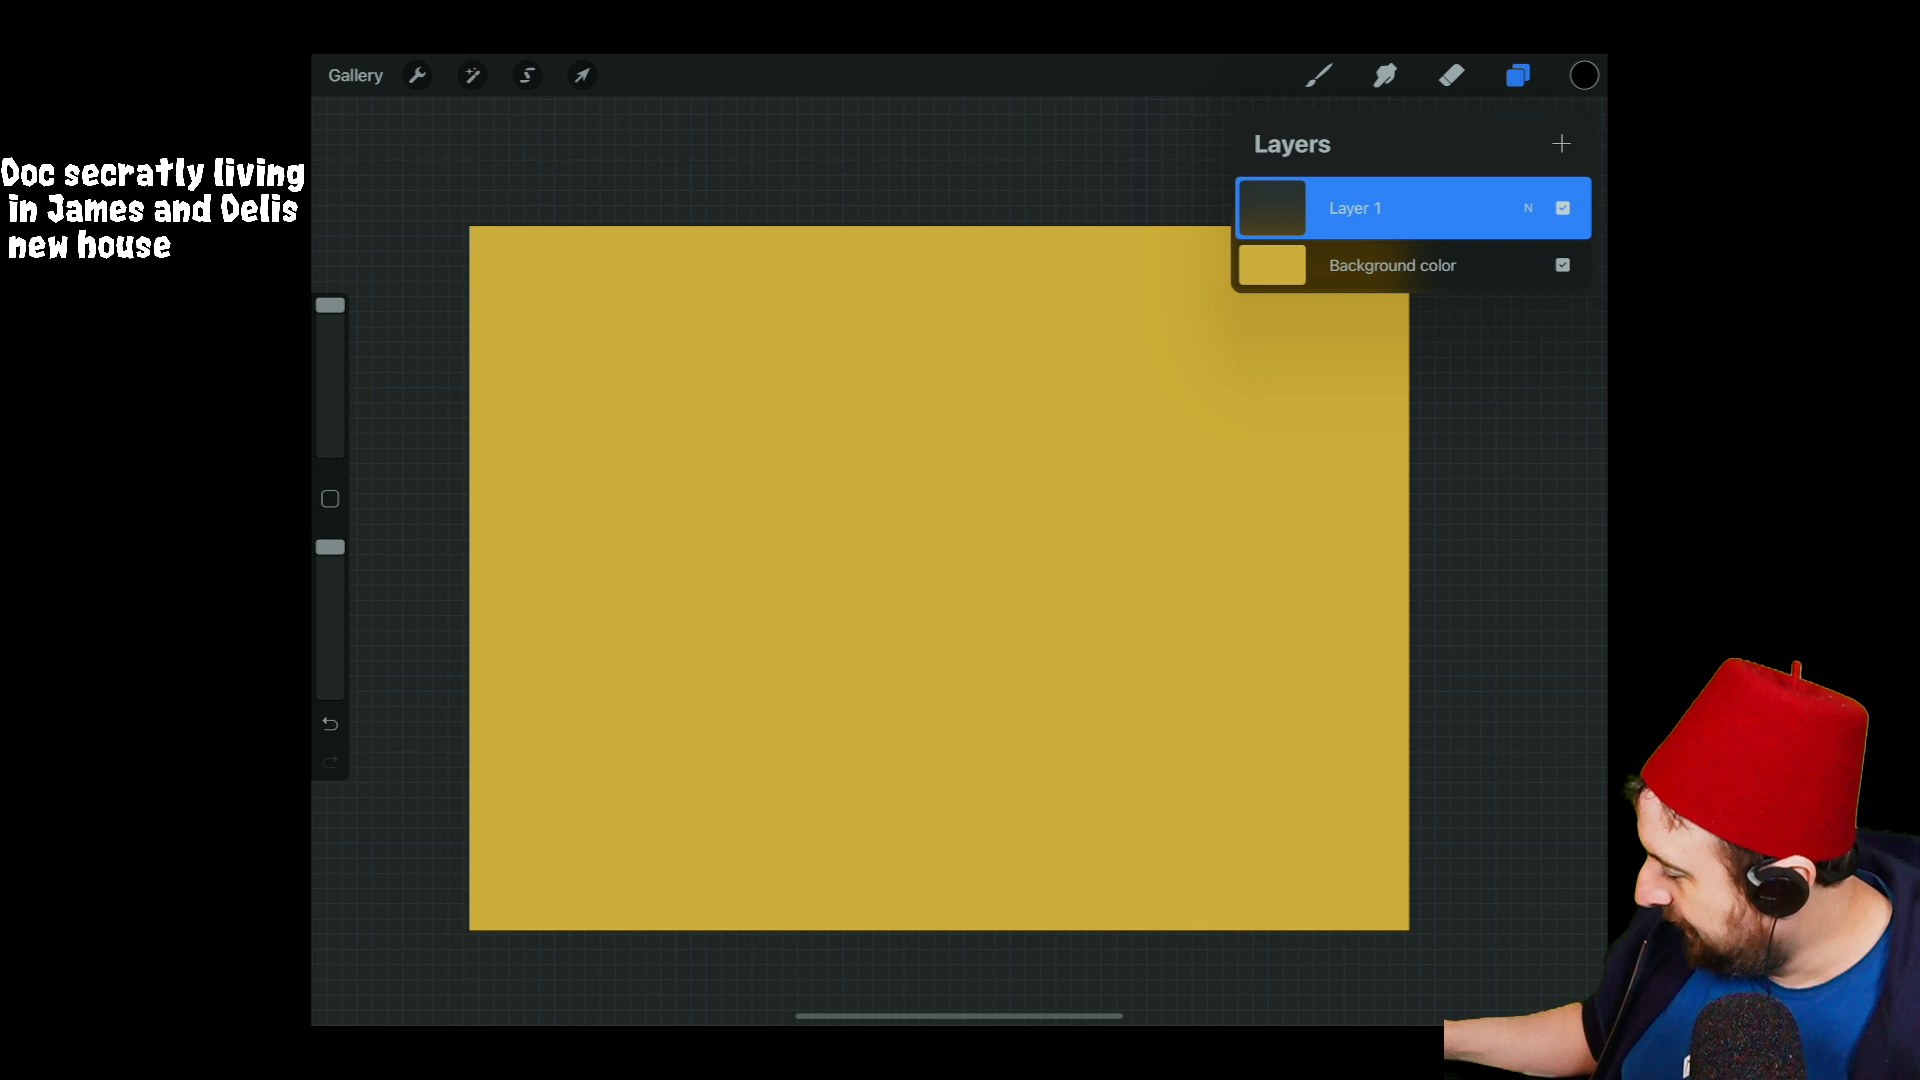 Gallery
Layers
Layer 1 N
Background color
Doc secratly living
in James and Delis
new house